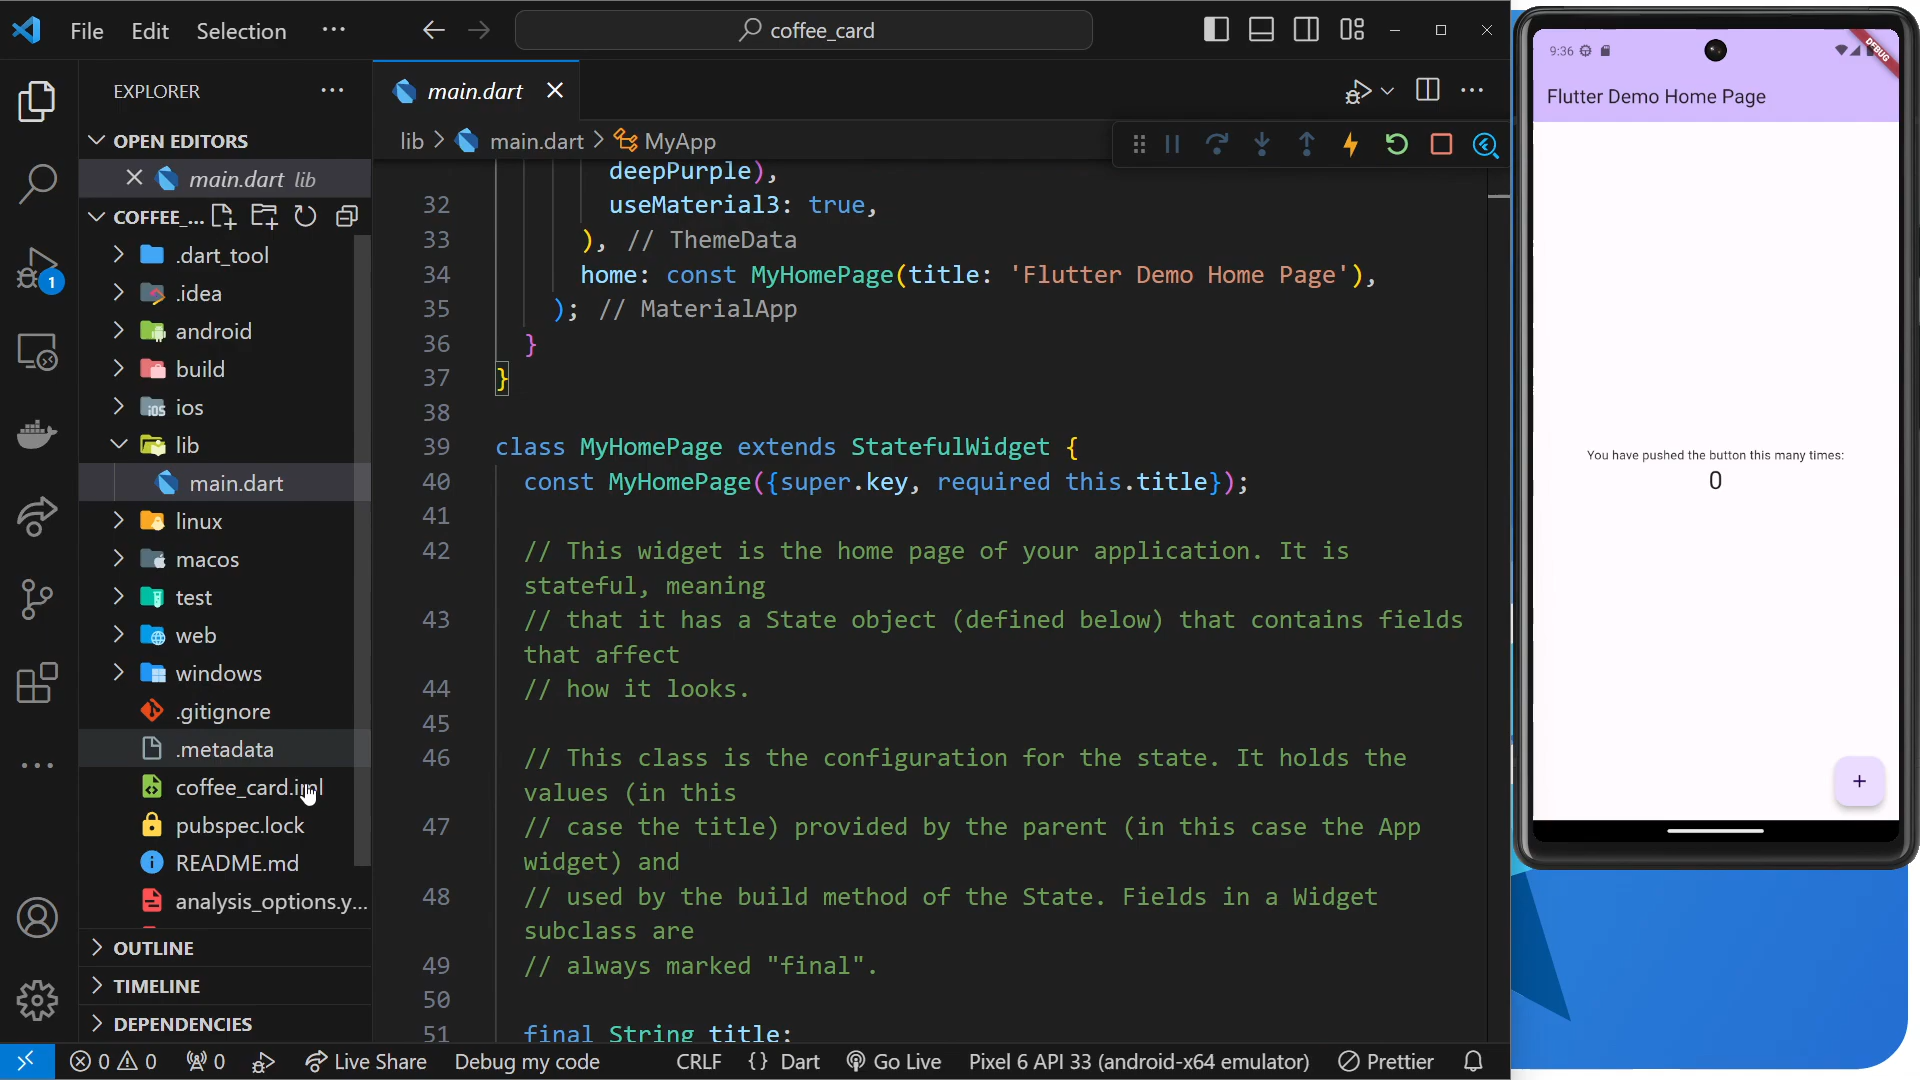 File Edit Selection ···
coffee_card
EXPLORER
OPEN EDITORS
main.dart lib
COFFEE_...
.dart_tool
.idea
android
build
ios
lib
main.dart
linux
macos
test
web
windows
.gitignore
.metadata
coffee_card.iml
pubspec.lock
README.md
analysis_options.y...
OUTLINE
TIMELINE
DEPENDENCIES
main.dart
lib > main.dart > MyApp
deepPurple),
32 useMaterial3: true,
33 ), // ThemeData
34 home: const MyHomePage(title: 'Flutter Demo Home Page'),
35 ); // MaterialApp
36 }
37 }
38
39 class MyHomePage extends StatefulWidget {
40 const MyHomePage({super.key, required this.title});
41
42 // This widget is the home page of your application. It is
stateful, meaning
43 // that it has a State object (defined below) that contains fields
that affect
44 // how it looks.
45
46 // This class is the configuration for the state. It holds the
values (in this
47 // case the title) provided by the parent (in this case the App
widget) and
48 // used by the build method of the State. Fields in a Widget
subclass are
49 // always marked "final".
50
51 final String title;
1
0 0 0 Live Share Debug my code CRLF {} Dart Go Live Pixel 6 API 33 (android-x64 emulator) Prettier
9:36
DEBUG
Flutter Demo Home Page
You have pushed the button this many times:
0
+